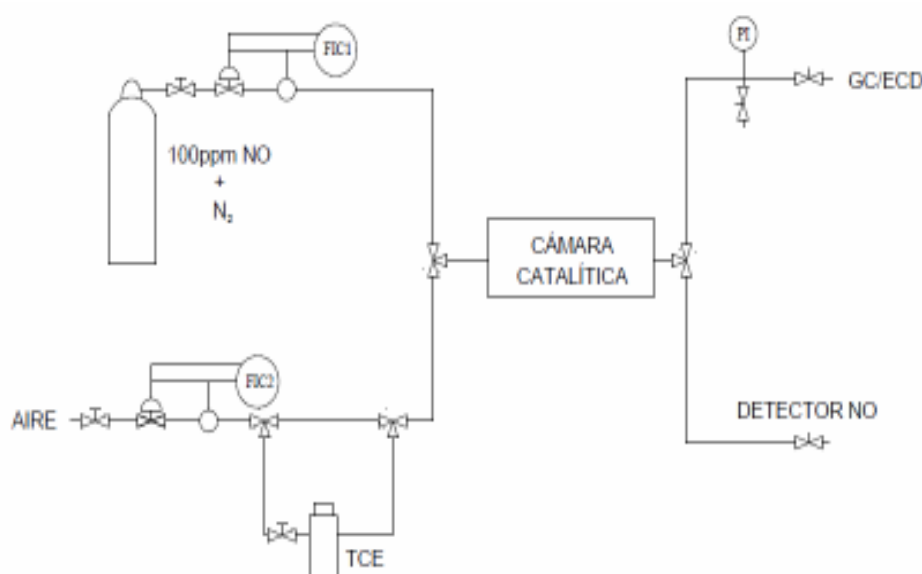 FIC1
PI
GC/ECD
100ppm NO
+
N₂
CÁMARA
CATALÍTICA
FIC2
AIRE
DETECTOR NO
TCE